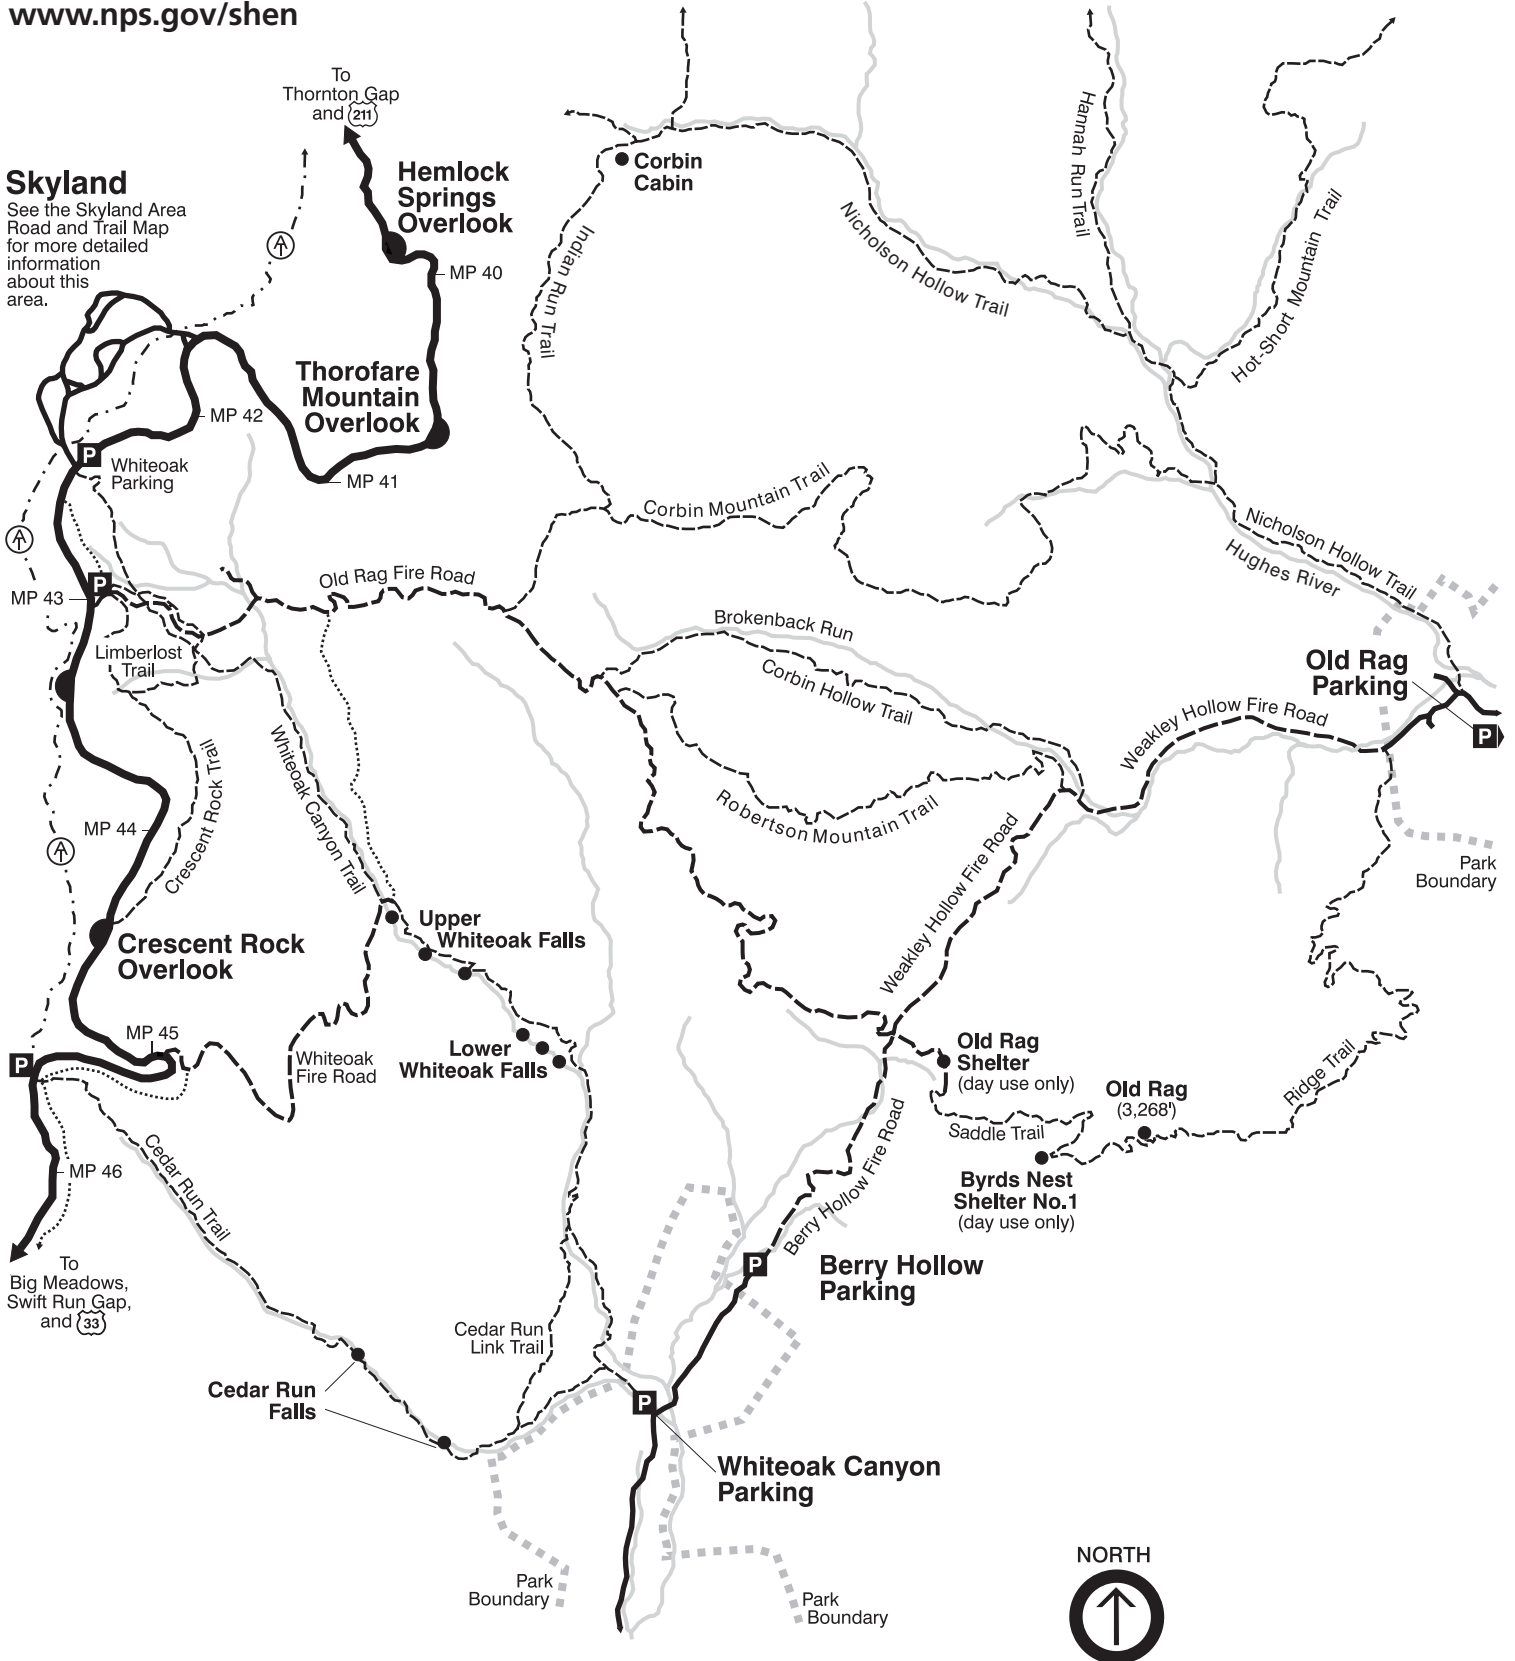 www.nps.gov/shen
To
Thornton Gap
and 211
Skyland
See the Skyland Area
Road and Trail Map
for more detailed
information
about this
area.
Hemlock
Springs
Overlook
MP 40
Corbin
Cabin
Indian Run Trail
Nicholson Hollow Trail
Hannah Run Trail
Hot-Short Mountain Trail
Thorofare
Mountain
Overlook
MP 42
MP 41
P
Whiteoak
Parking
Corbin Mountain Trail
Nicholson Hollow Trail
Hughes River
P
MP 43
Old Rag Fire Road
Limberlost
Trail
Brokenback Run
Corbin Hollow Trail
Old Rag
Parking
P
Weakley Hollow Fire Road
Whiteoak Canyon Trail
Crescent Rock Trail
MP 44
Robertson Mountain Trail
Weakley Hollow Fire Road
Park
Boundary
Upper
Whiteoak Falls
Crescent Rock
Overlook
MP 45
P
Whiteoak
Fire Road
Lower
Whiteoak Falls
Old Rag
Shelter
(day use only)
Old Rag
(3,268')
Ridge Trail
Saddle Trail
Byrds Nest
Shelter No.1
(day use only)
Berry Hollow Fire Road
Cedar Run Trail
MP 46
To
Big Meadows,
Swift Run Gap,
and 33
P
Berry Hollow
Parking
Cedar Run
Link Trail
Cedar Run
Falls
P
Whiteoak Canyon
Parking
Park
Boundary
Park
Boundary
NORTH